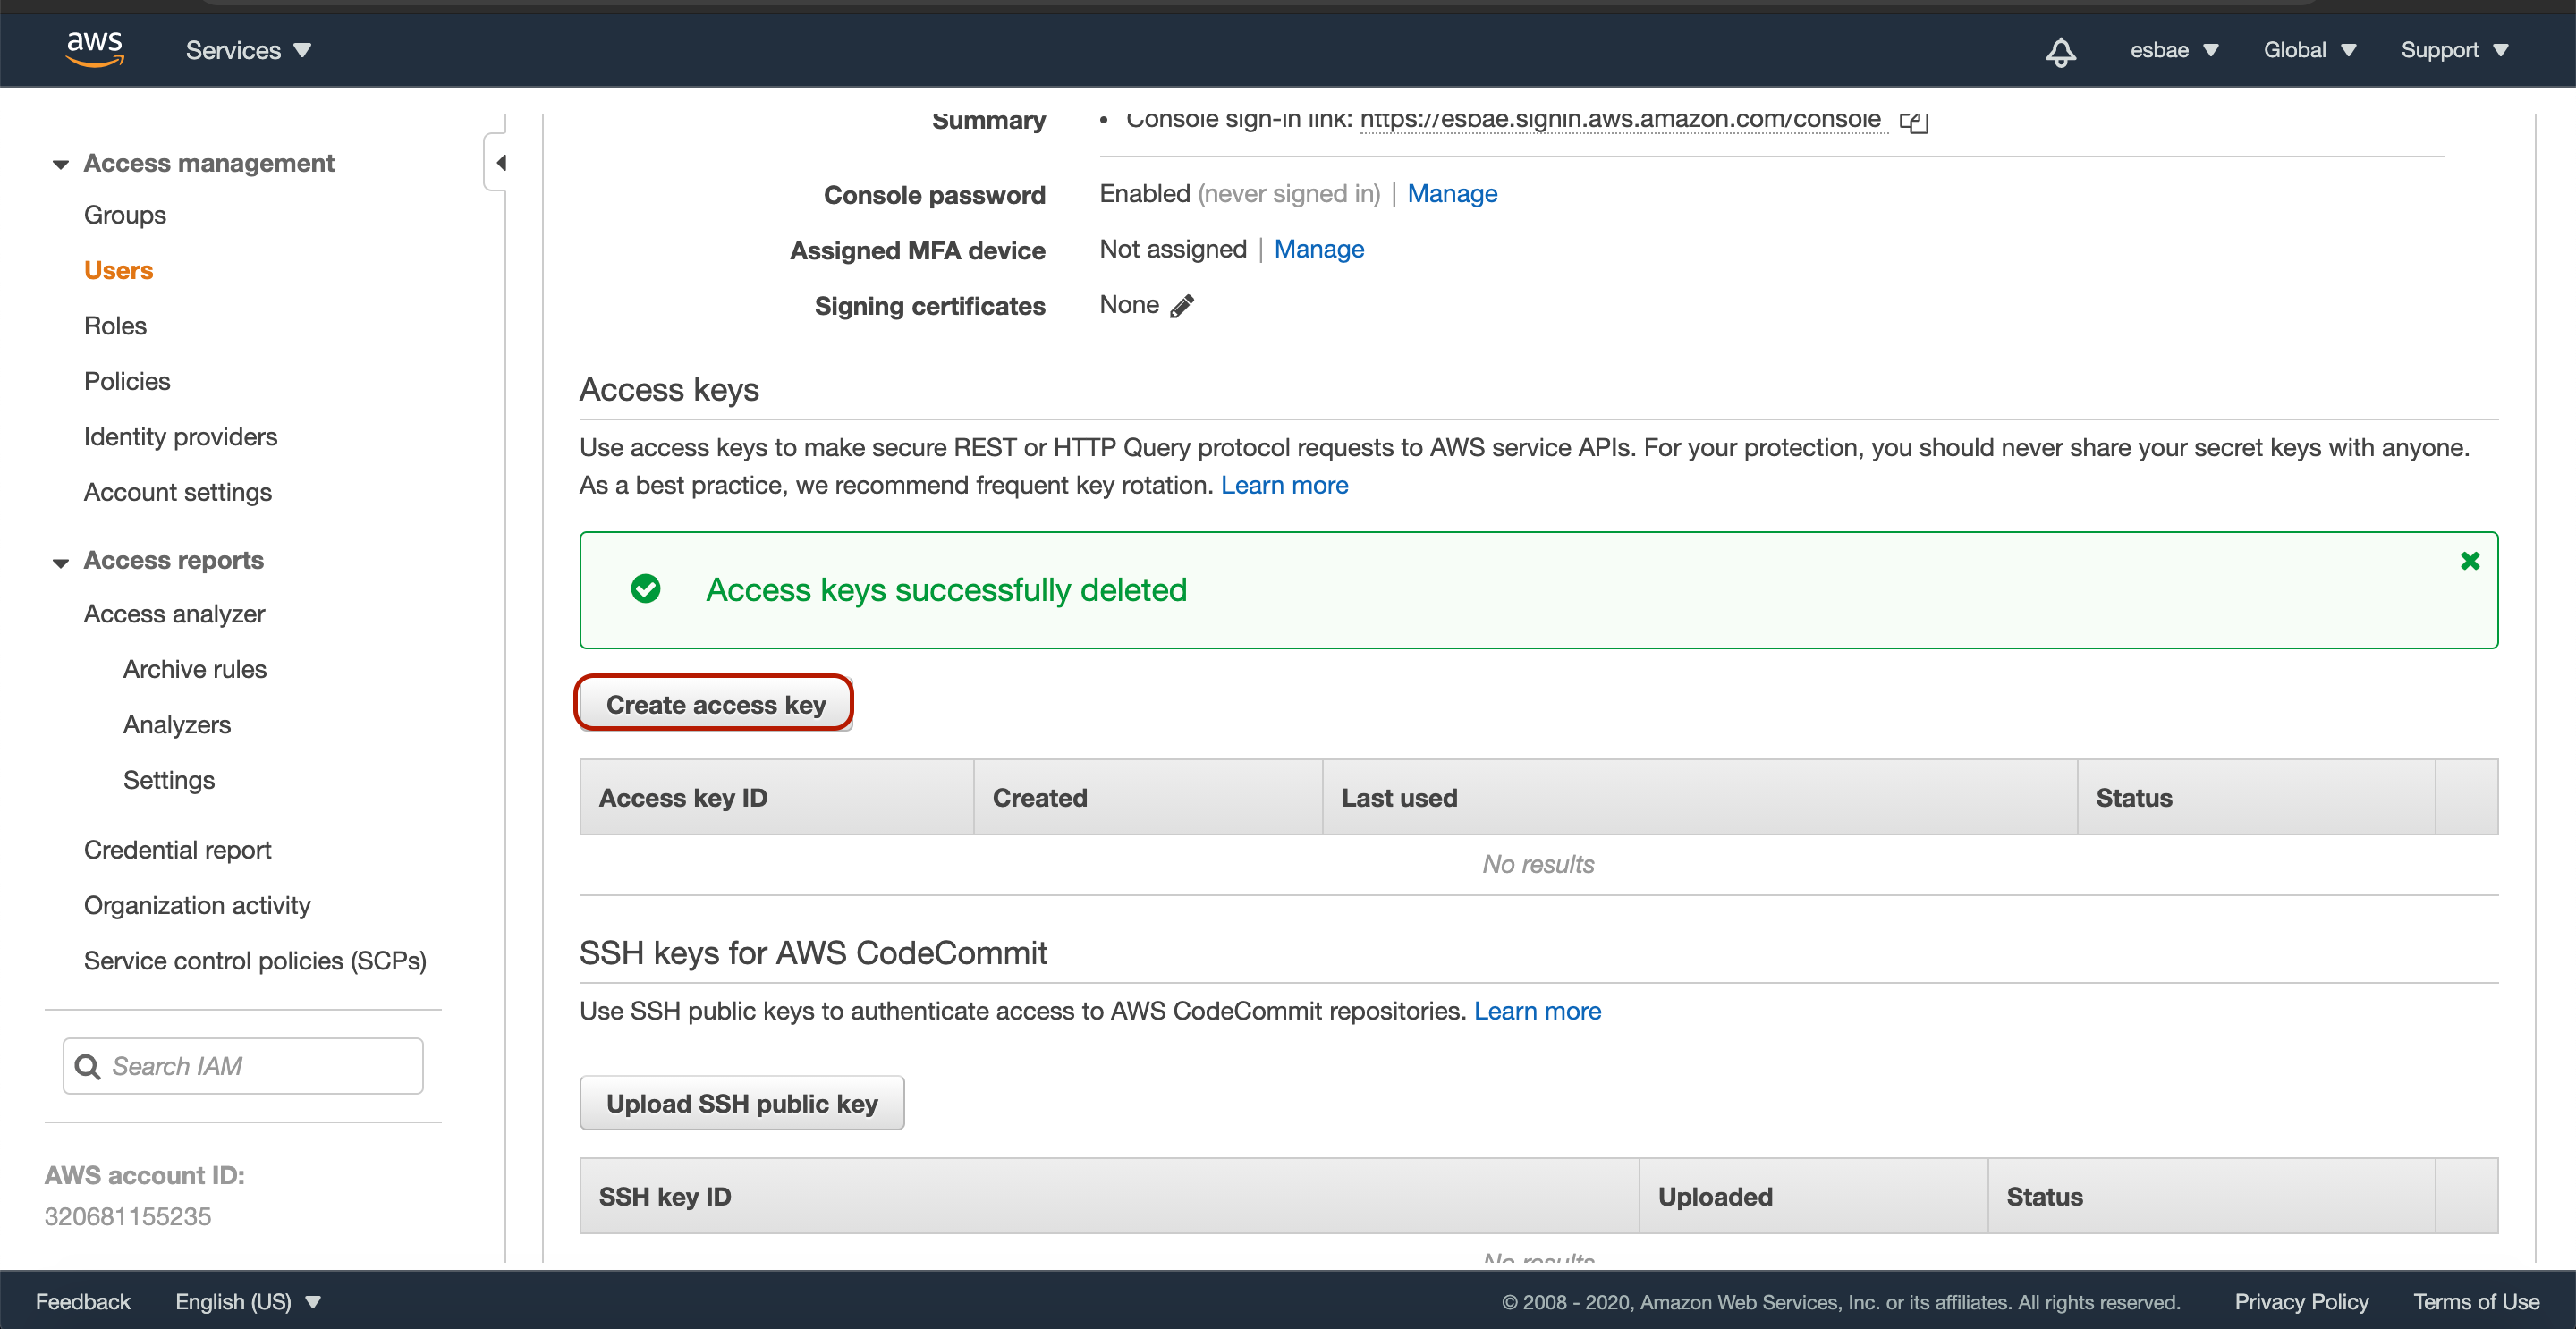 aws
Services
esbae
Global
Support
Access management
Groups
Users
Roles
Policies
Identity providers
Account settings
Access reports
Access analyzer
Archive rules
Analyzers
Settings
Credential report
Organization activity
Service control policies (SCPs)
Search IAM
AWS account ID:
320681155235
Summary
• Console sign-in link: https://esbae.signin.aws.amazon.com/console
Console password Enabled (never signed in) | Manage
Assigned MFA device Not assigned | Manage
Signing certificates None
Access keys
Use access keys to make secure REST or HTTP Query protocol requests to AWS service APIs. For your protection, you should never share your secret keys with anyone.
As a best practice, we recommend frequent key rotation. Learn more
Access keys successfully deleted
Create access key
Access key ID Created Last used Status
No results
SSH keys for AWS CodeCommit
Use SSH public keys to authenticate access to AWS CodeCommit repositories. Learn more
Upload SSH public key
SSH key ID Uploaded Status
No results
Feedback English (US) © 2008 - 2020, Amazon Web Services, Inc. or its affiliates. All rights reserved. Privacy Policy Terms of Use